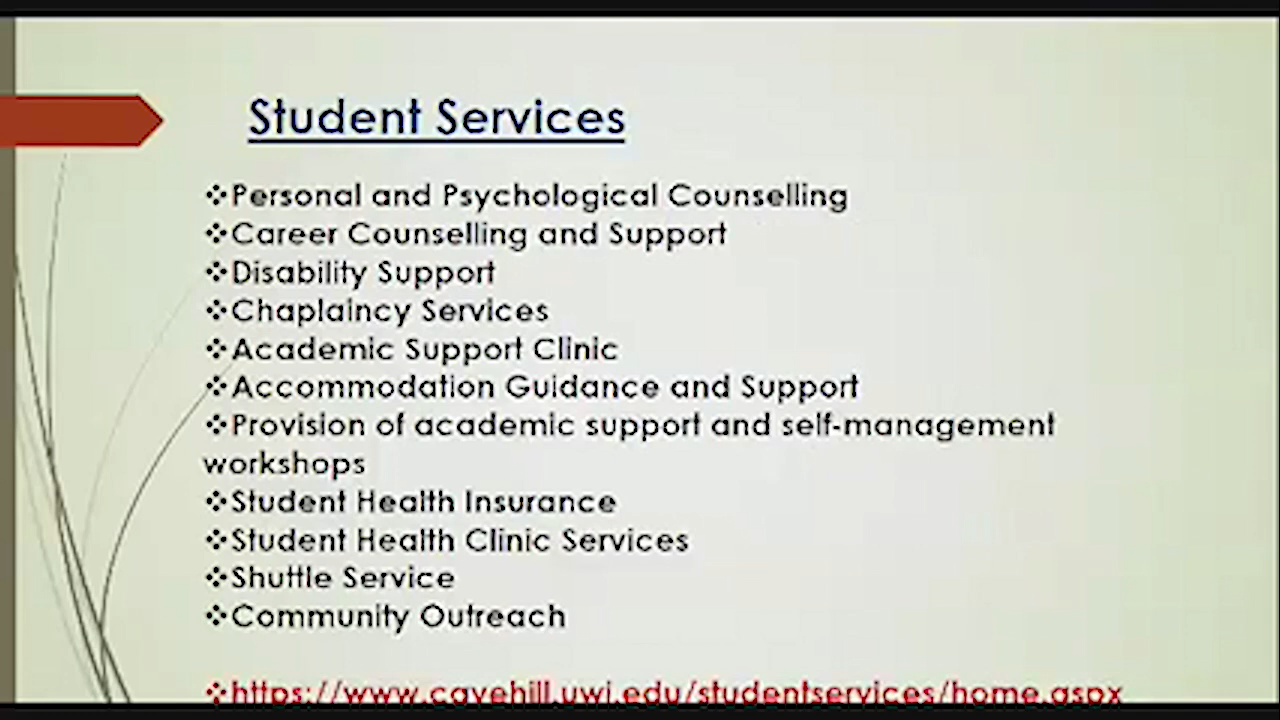 Student Services
❖Personal and Psychological Counselling
❖Career Counselling and Support
❖Disability Support
❖Chaplaincy Services
❖Academic Support Clinic
❖Accommodation Guidance and Support
❖Provision of academic support and self-management
workshops
❖Student Health Insurance
❖Student Health Clinic Services
❖Shuttle Service
❖Community Outreach
❖https://www.cavehill.uwi.edu/studentservices/home.aspx